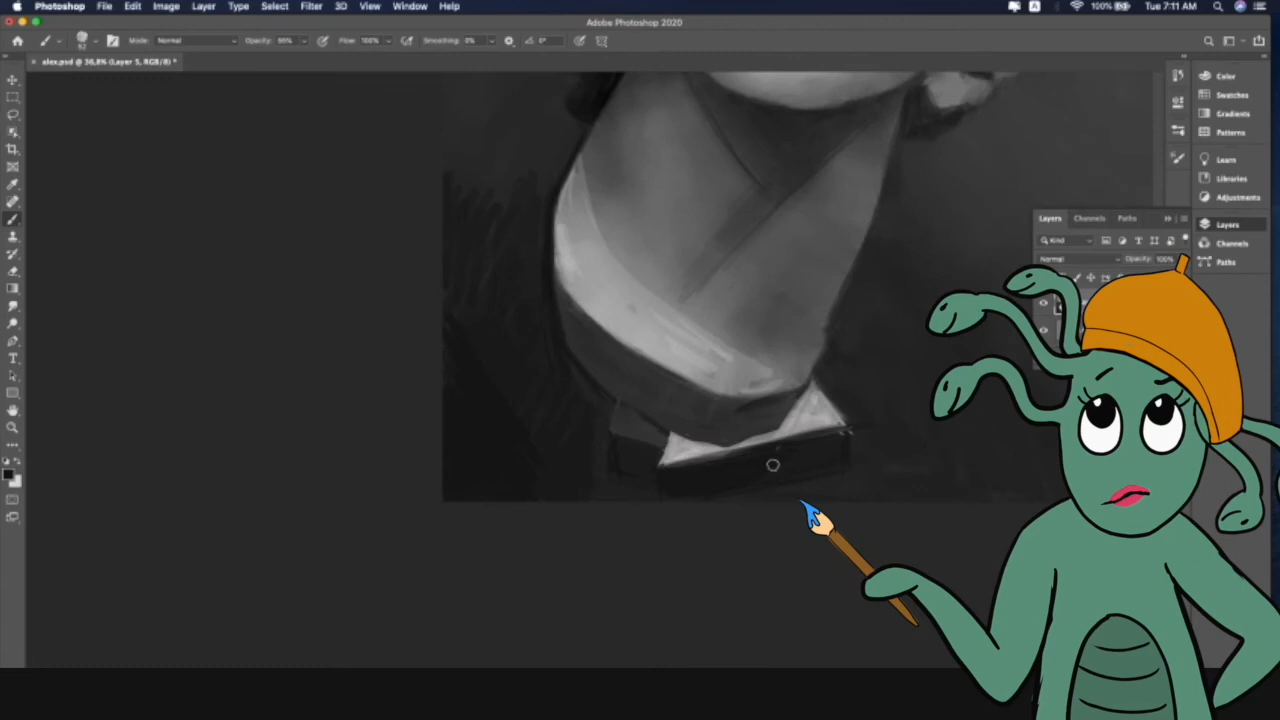 Photoshop File Edit Image Layer Type Select Filter 3D View Window Help 100% Tue 7:11 AM
Adobe Photoshop 2020
Mode: Normal Opacity: 99% Flow: 100% Smoothing: 0% 0°
alex.psd @ 36,8% (Layer 5, RGB/8) *
Color
Swatches
Gradients
Patterns
Learn
Libraries
Adjustments
Layers
Channels
Paths
Layers Channels Paths
Kind
Normal Opacity: 100%